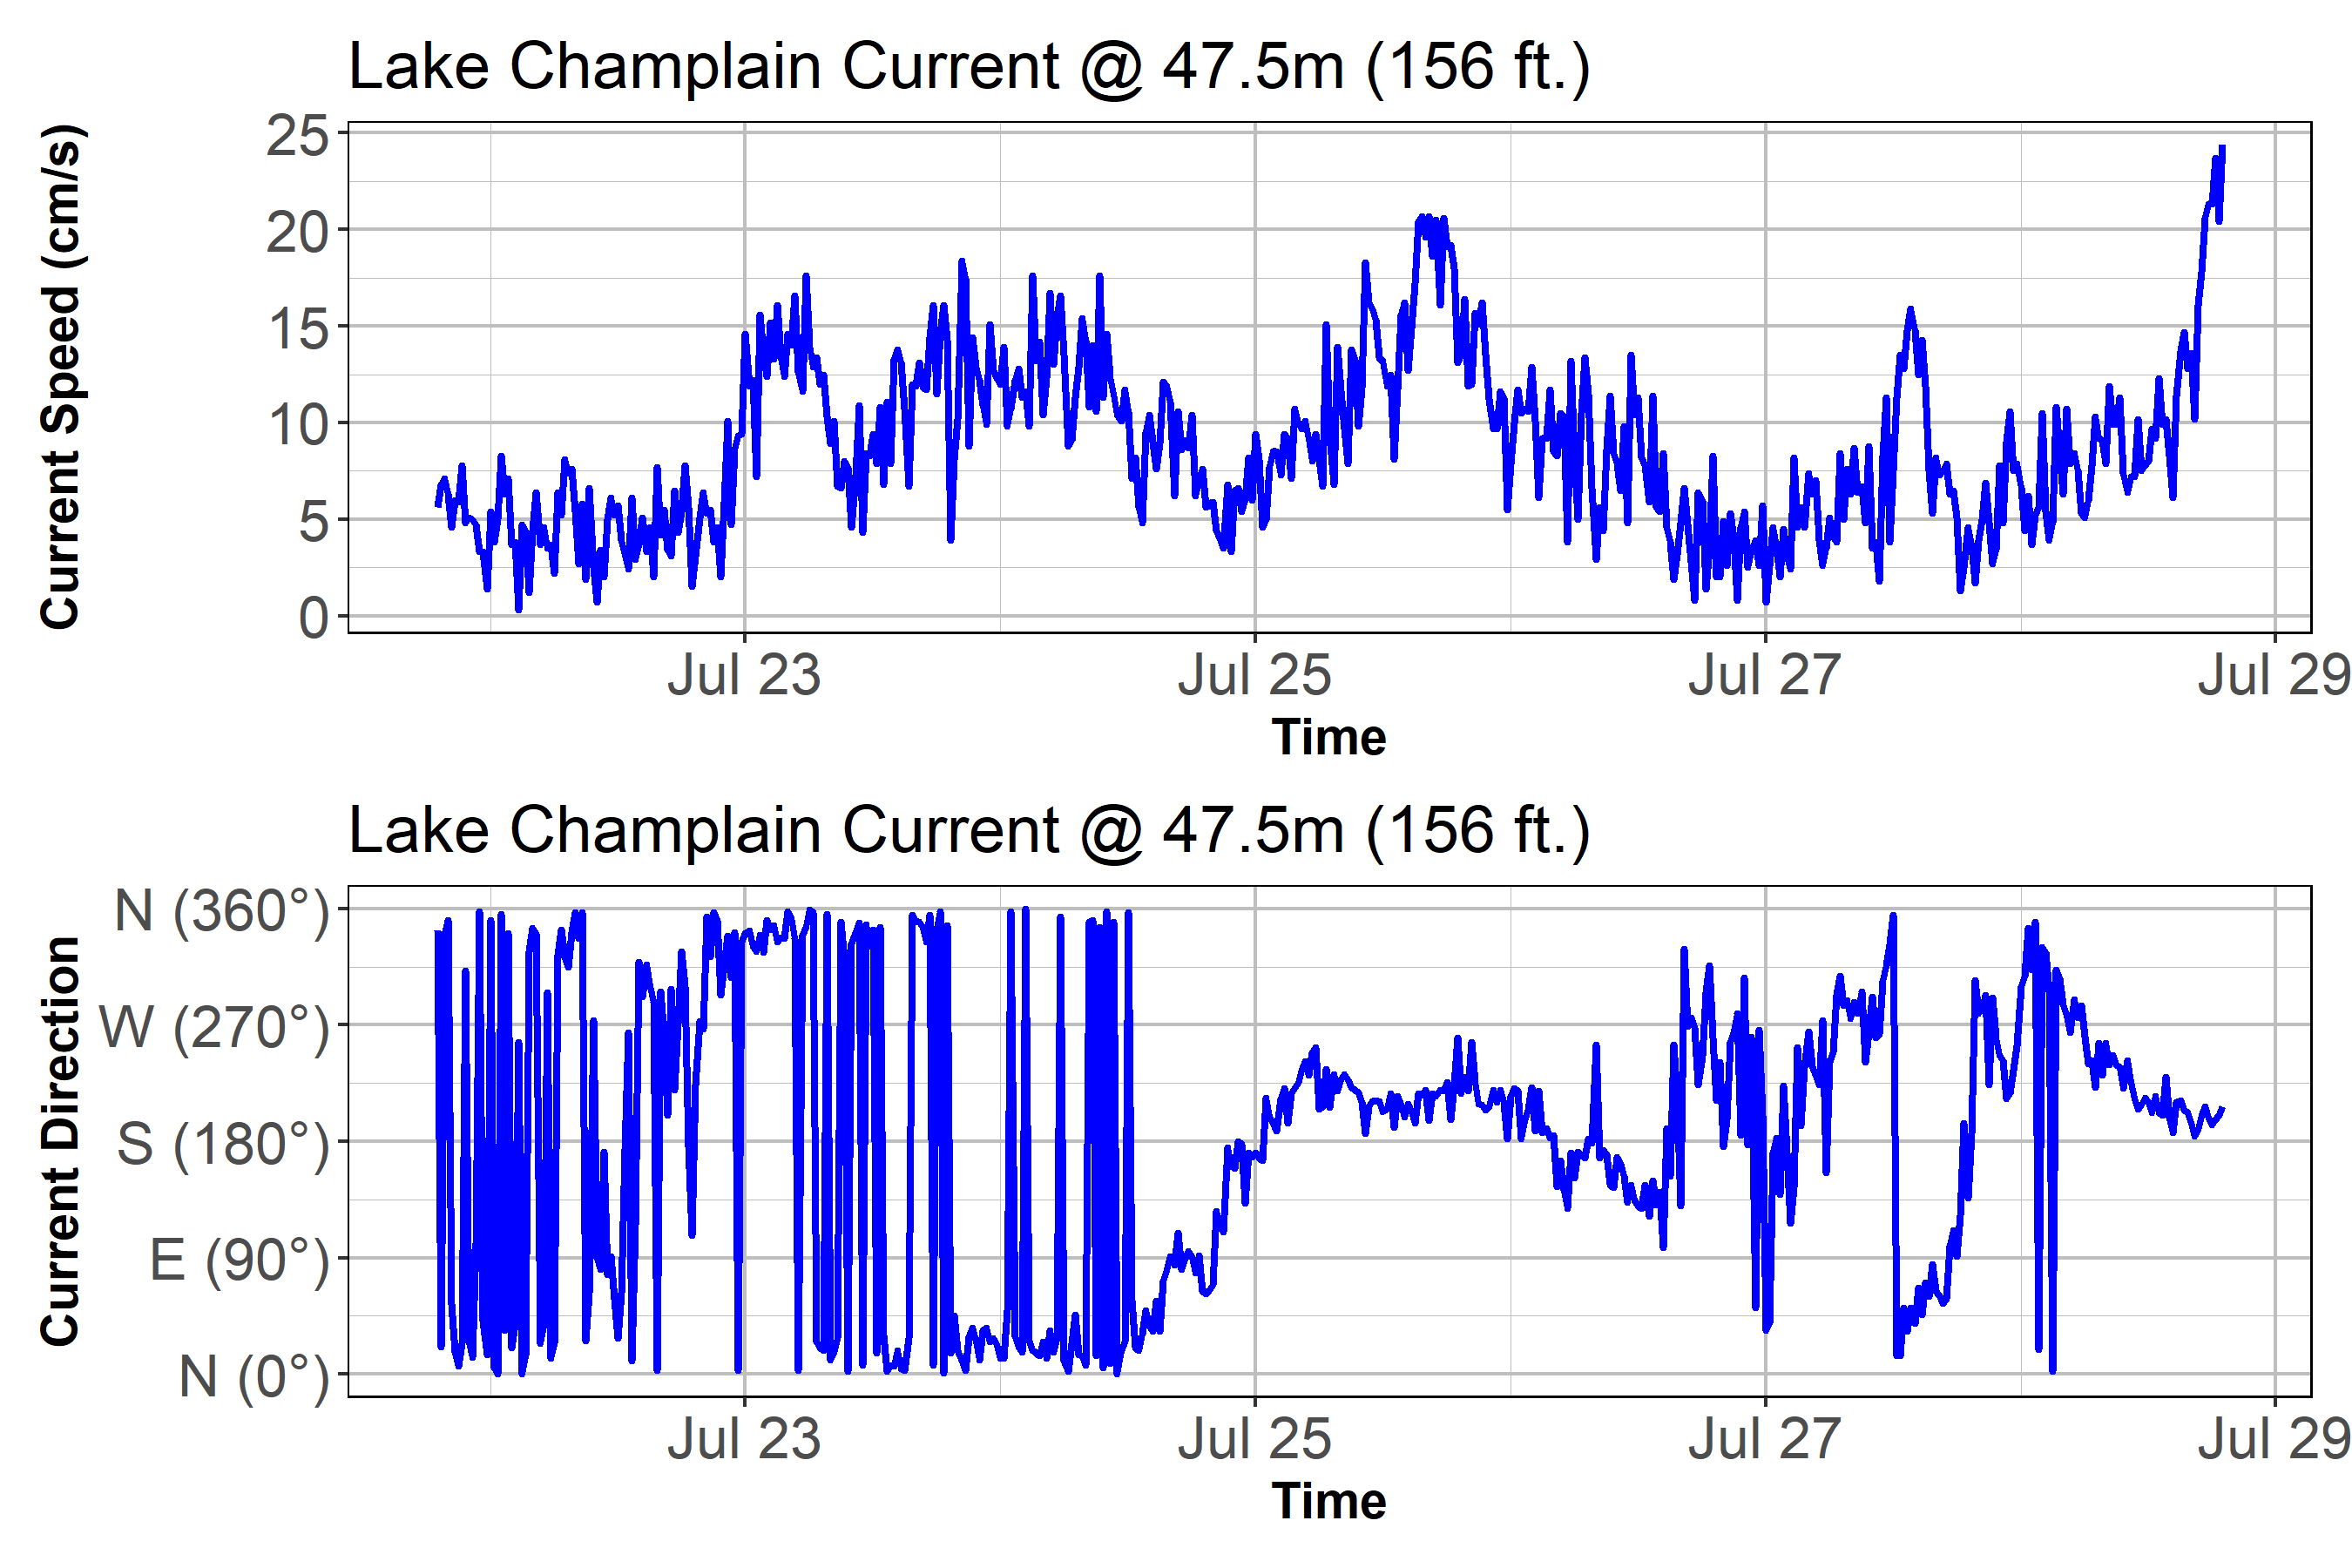 Lake Champlain Current @ 47.5m (156 ft.)
Current Speed (cm/s)
25
20
15
10
5
0
Jul 23 Jul 25 Jul 27 Jul 29
Time
Lake Champlain Current @ 47.5m (156 ft.)
Current Direction
N (360°)
W (270°)
S (180°)
E (90°)
N (0°)
Jul 23 Jul 25 Jul 27 Jul 29
Time